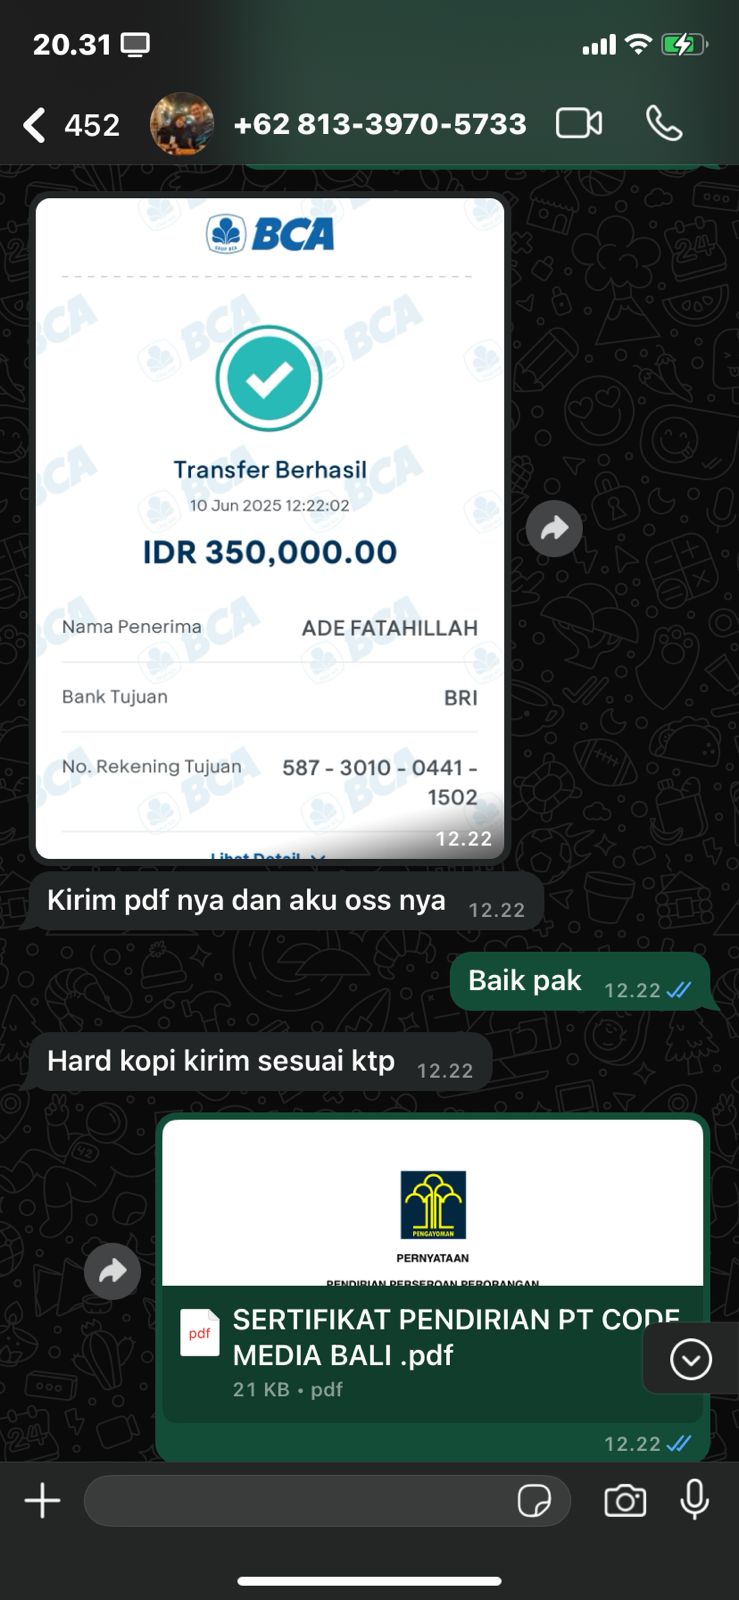 20.31
452
+62 813-3970-5733
BCA
Transfer Berhasil
10 Jun 2025 12:22:02
IDR 350,000.00
Nama Penerima ADE FATAHILLAH
Bank Tujuan BRI
No. Rekening Tujuan 587 - 3010 - 0441 -
1502
Lihat Detail
12.22
Kirim pdf nya dan aku oss nya 12.22
Baik pak 12.22
Hard kopi kirim sesuai ktp 12.22
PENGAYOMAN
PERNYATAAN
PENDIRIAN PERSEROAN PERORANGAN
pdf
SERTIFIKAT PENDIRIAN PT CODE
MEDIA BALI .pdf
21 KB • pdf
12.22